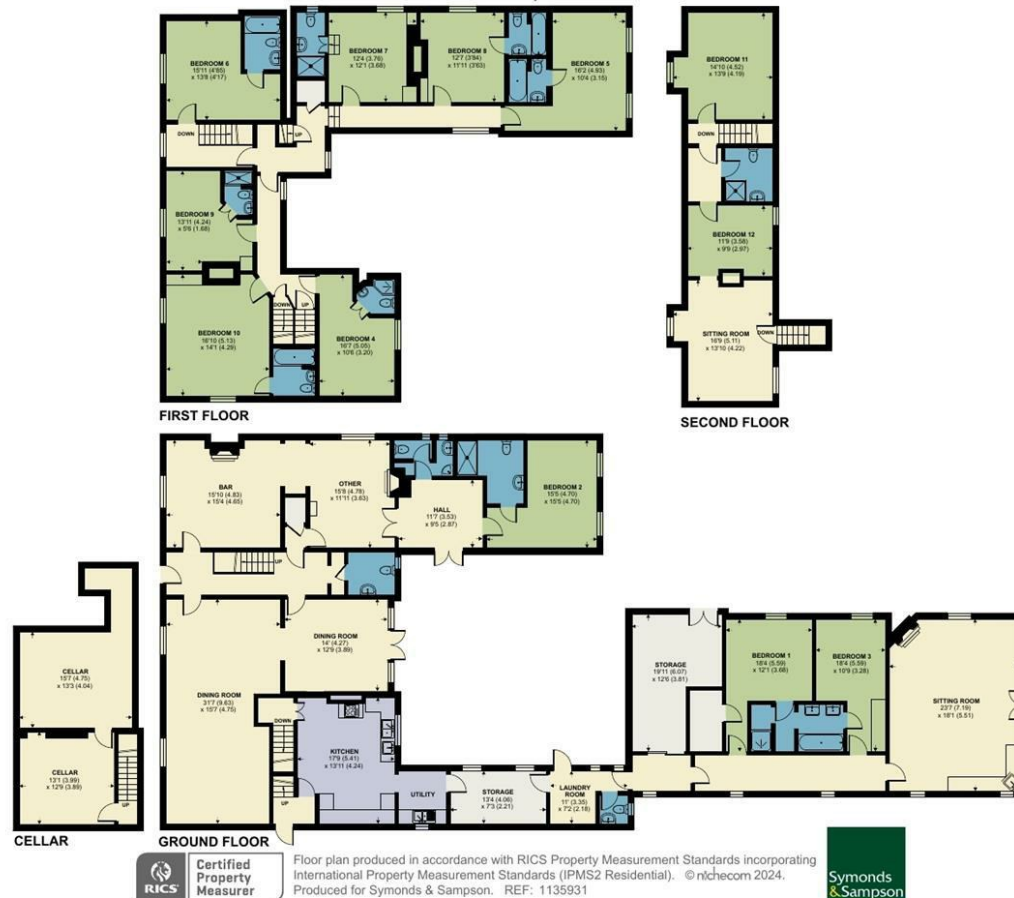 BEDROOM 6
15'11 (4'85)
x 13'8 (4'17)
DOWN
UP
BEDROOM 7
12'4 (3.76)
x 12'1 (3.68)
BEDROOM 8
12'7 (3'84)
x 11'11 (3'63)
BEDROOM 5
16'2 (4.93)
x 10'4 (3.15)
BEDROOM 9
13'11 (4.24)
x 5'6 (1.68)
BEDROOM 10
16'10 (5.13)
x 14'1 (4.29)
DOWN
UP
BEDROOM 4
16'7 (5.05)
x 10'6 (3.20)
FIRST FLOOR
BEDROOM 11
14'10 (4.52)
x 13'9 (4.19)
DOWN
BEDROOM 12
11'9 (3.58)
x 9'9 (2.97)
SITTING ROOM
16'9 (5.11)
x 13'10 (4.22)
DOWN
SECOND FLOOR
BAR
15'10 (4.83)
x 15'4 (4.65)
OTHER
15'8 (4.78)
x 11'11 (3.63)
HALL
11'7 (3.53)
x 9'5 (2.87)
BEDROOM 2
15'5 (4.70)
x 15'5 (4.70)
UP
DINING ROOM
14' (4.27)
x 12'9 (3.89)
DINING ROOM
31'7 (9.63)
x 15'7 (4.75)
DOWN
UP
KITCHEN
17'9 (5.41)
x 13'11 (4.24)
UTILITY
STORAGE
13'4 (4.06)
x 7'3 (2.21)
LAUNDRY
ROOM
11' (3.35)
x 7'2 (2.18)
STORAGE
19'11 (6.07)
x 12'6 (3.81)
BEDROOM 1
18'4 (5.59)
x 12'1 (3.68)
BEDROOM 3
18'4 (5.59)
x 10'9 (3.28)
SITTING ROOM
23'7 (7.19)
x 18'1 (5.51)
CELLAR
15'7 (4.75)
x 13'3 (4.04)
CELLAR
13'1 (3.99)
x 12'9 (3.89)
UP
CELLAR
GROUND FLOOR
RICS
Certified
Property
Measurer
Floor plan produced in accordance with RICS Property Measurement Standards incorporating
International Property Measurement Standards (IPMS2 Residential). © nichecom 2024.
Produced for Symonds & Sampson. REF: 1135931
Symonds
&Sampson